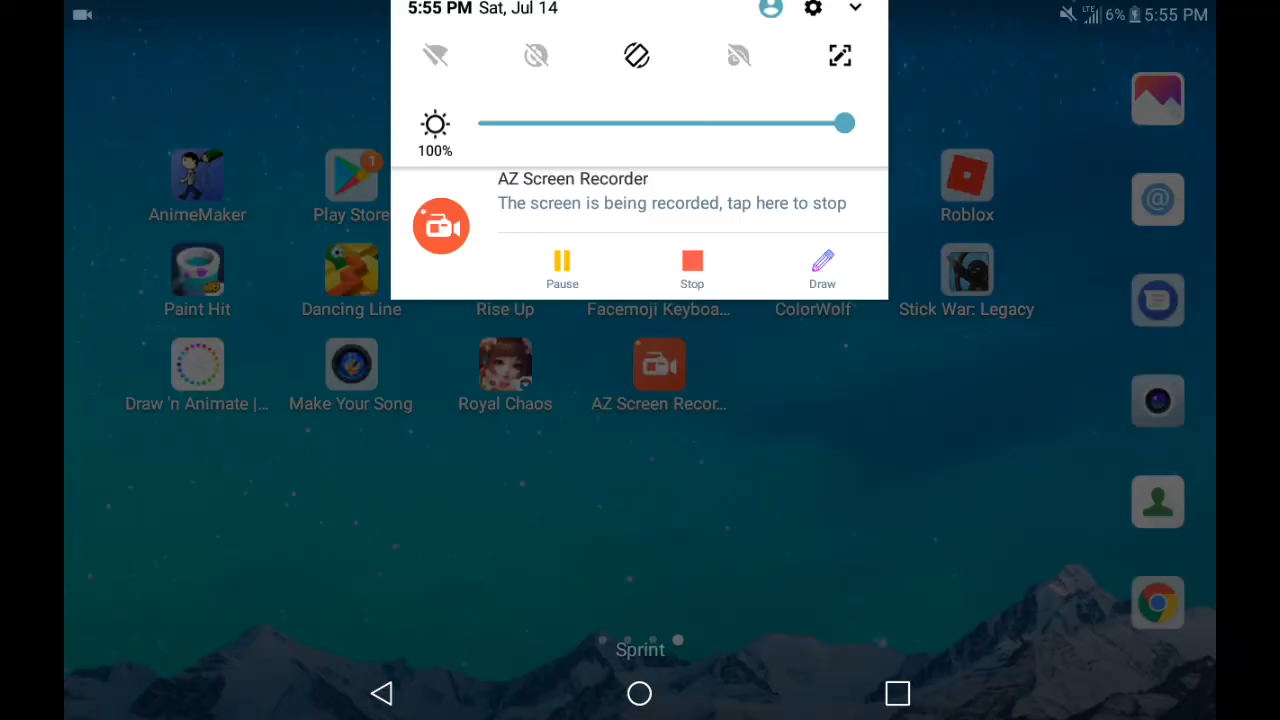 5:55 PM Sat, Jul 14
LTE 6% 5:55 PM
100%
AZ Screen Recorder
The screen is being recorded, tap here to stop
Pause Stop Draw
AnimeMaker Play Store 1 Roblox
Paint Hit Dancing Line Rise Up Facemoji Keyboa... ColorWolf Stick War: Legacy
Draw 'n Animate |... Make Your Song Royal Chaos AZ Screen Recor...
Sprint